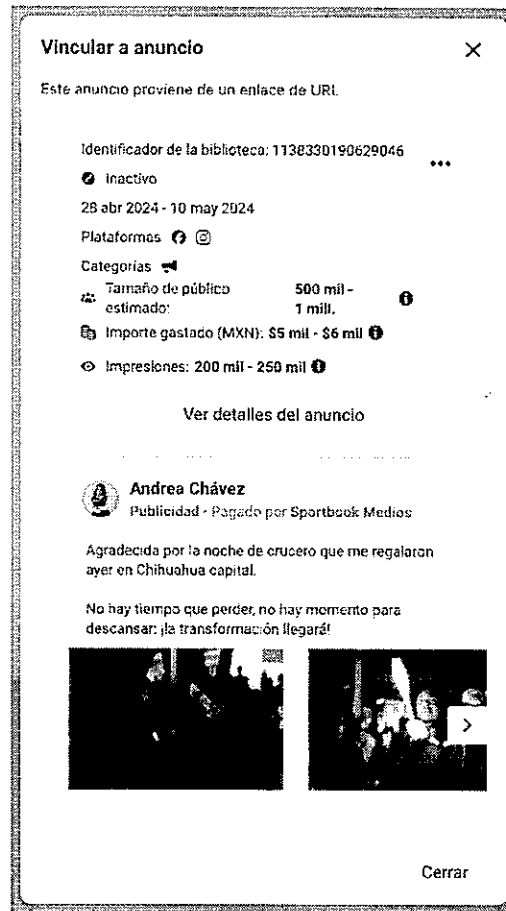 Vincular a anuncio
Este anuncio proviene de un enlace de URL
Identificador de la biblioteca: 1138330190629046
Inactivo
28 abr 2024 - 10 may 2024
Plataformas
Categorías
Tamaño de público estimado: 500 mil - 1 mill.
Importe gastado (MXN): $5 mil - $6 mil
Impresiones: 200 mil - 250 mil
Ver detalles del anuncio
Andrea Chávez
Publicidad - Pagado por Sportbook Medios
Agradecida por la noche de crucero que me regalaron
ayer en Chihuahua capital.
No hay tiempo que perder, no hay momento para
descansar: ¡la transformación llegará!
Cerrar